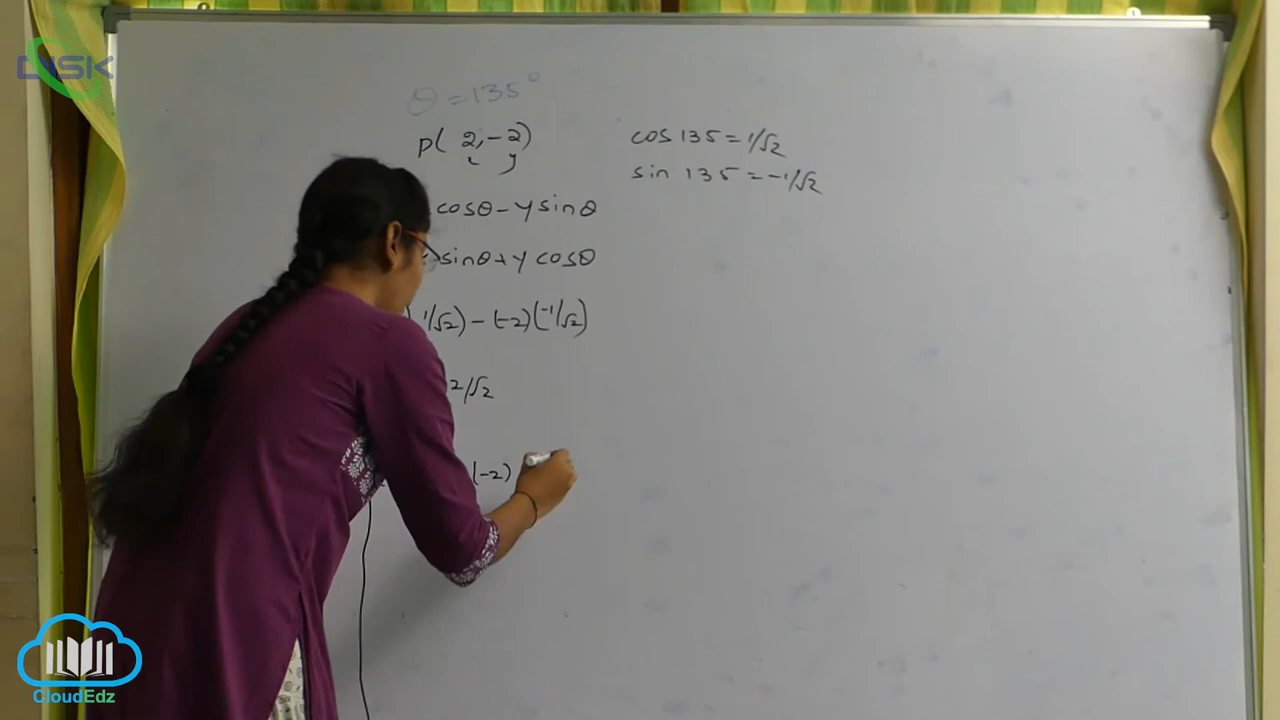 DISK
θ = 135°
P( 2, -2)
y
cos 135 = 1/√2
sin 135 = -1/√2
cosθ - y sinθ
sinθ + y cosθ
1/√2) - (-2)(-1/√2)
2/√2
(-2)
CloudEdz